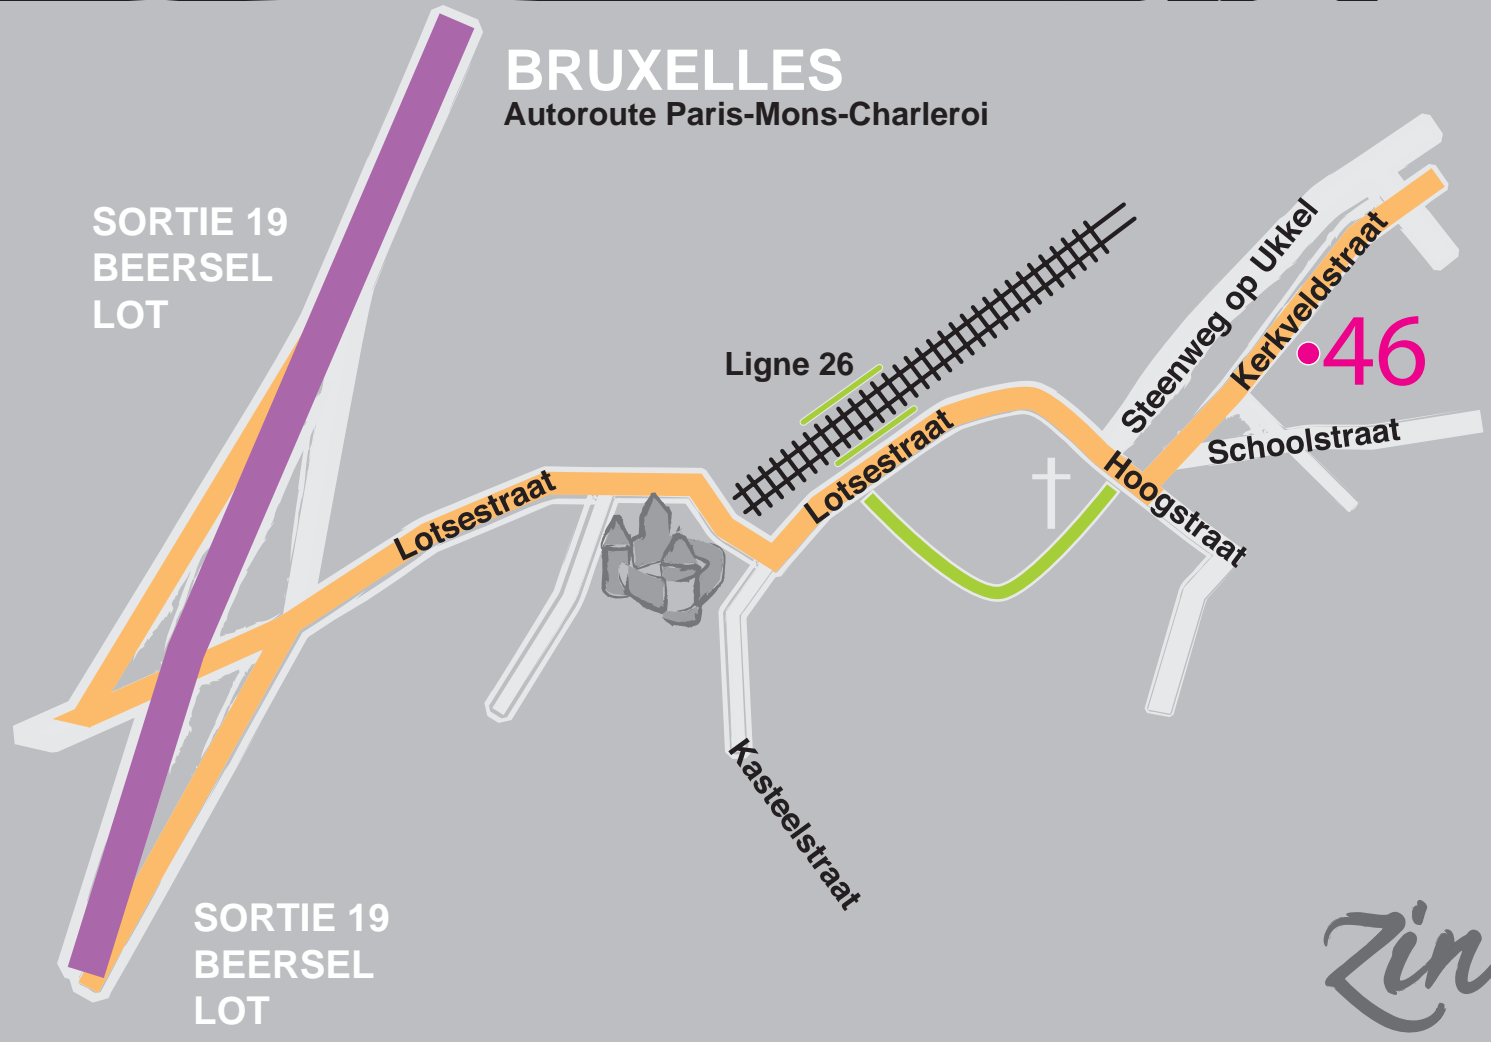 BRUXELLES
Autoroute Paris-Mons-Charleroi
SORTIE 19
BEERSEL
LOT
Ligne 26
Steenweg op Ukkel
Kerkveldstraat
46
Schoolstraat
Hoogstraat
Lotsestraat
Lotsestraat
Kasteelstraat
SORTIE 19
BEERSEL
LOT
Zin